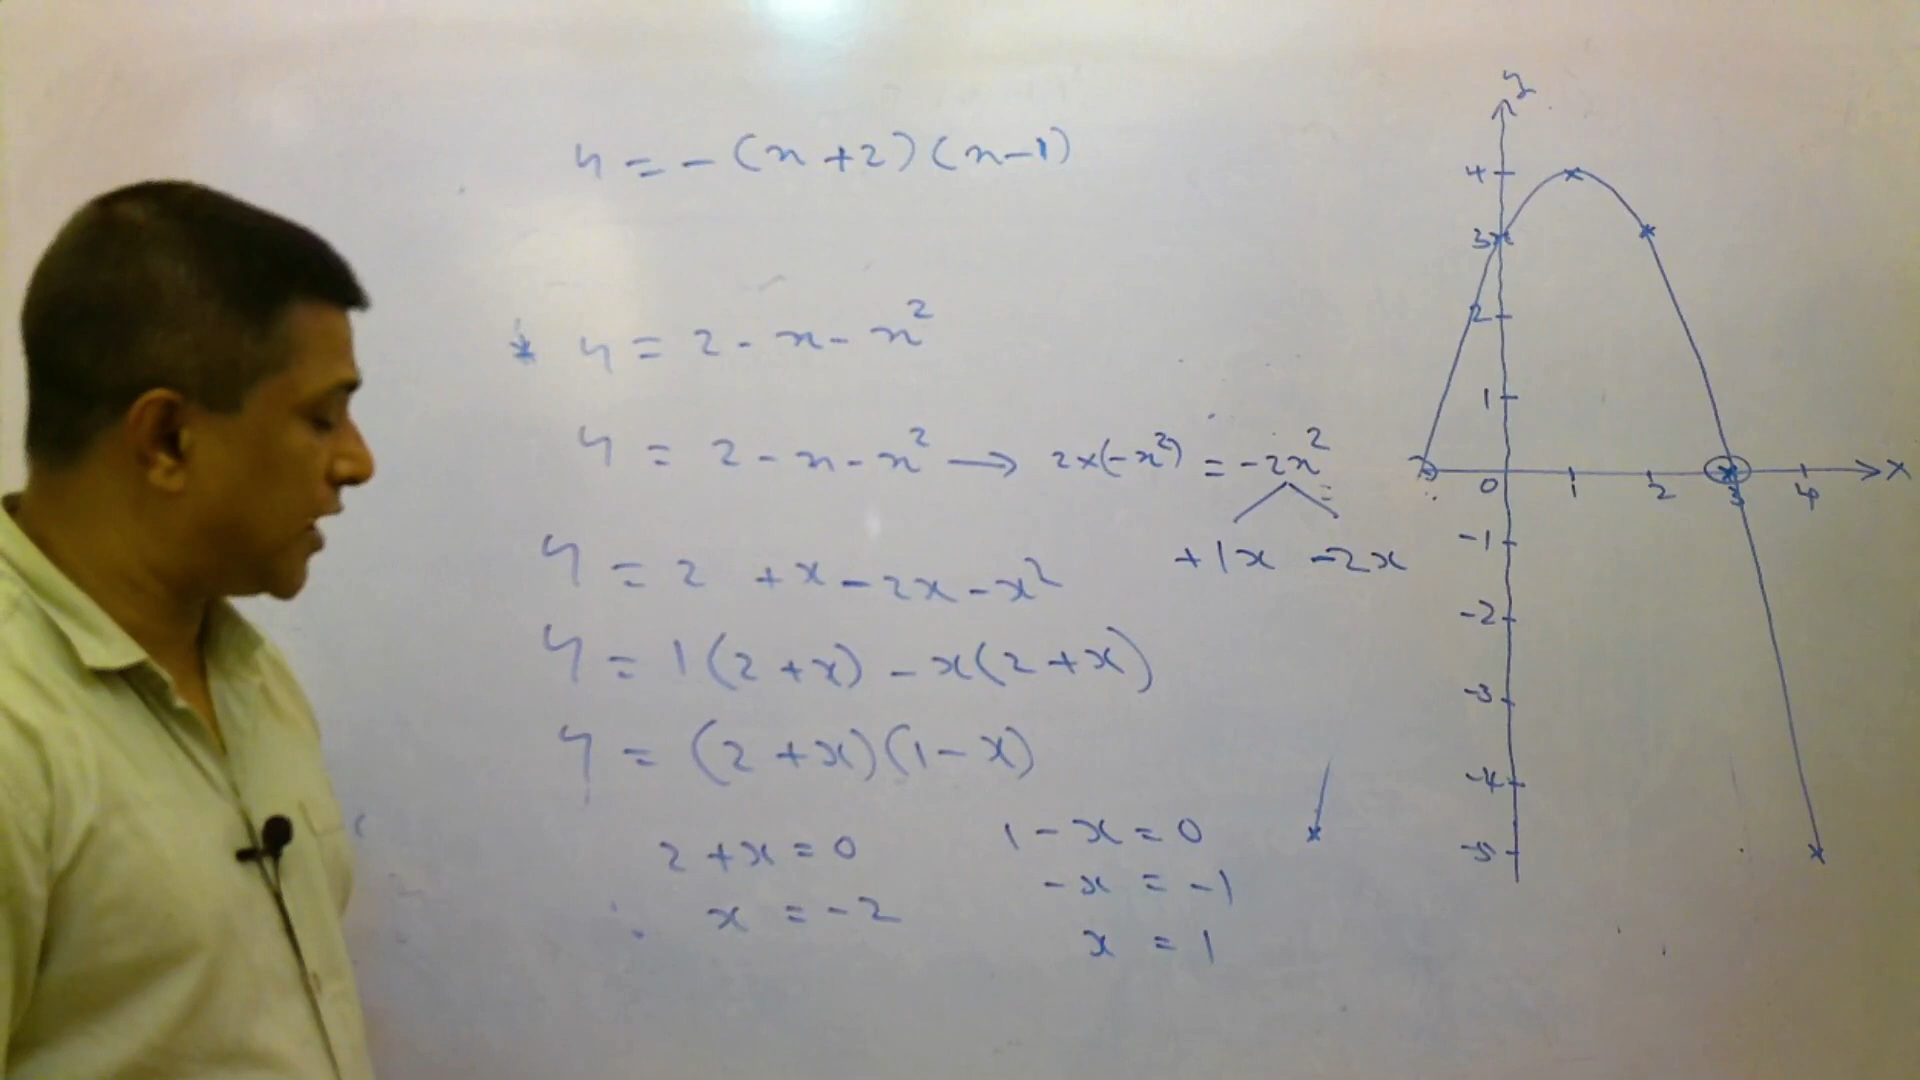 y = - (x + 2) (x - 1)
* y = 2 - x - x²
y = 2 - x - x² → 2 x (-x²) = -2x²
+1x -2x
y = 2 + x - 2x - x²
y = 1(2 + x) - x(2 + x)
y = (2 + x)(1 - x)
2 + x = 0
x = -2
1 - x = 0
-x = -1
x = 1
y
4
3
2
1
0 1 2 3 4 x
-1
-2
-3
-4
-5